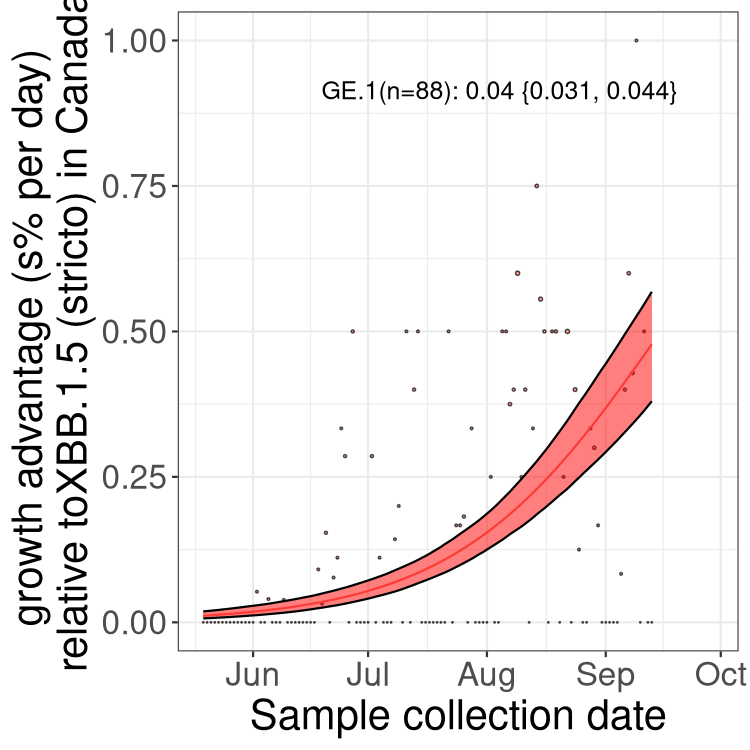 growth advantage (s% per day)
relative toXBB.1.5 (stricto) in Canada
1.00
0.75
0.50
0.25
0.00
GE.1(n=88): 0.04 {0.031, 0.044}
Jun Jul Aug Sep Oct
Sample collection date